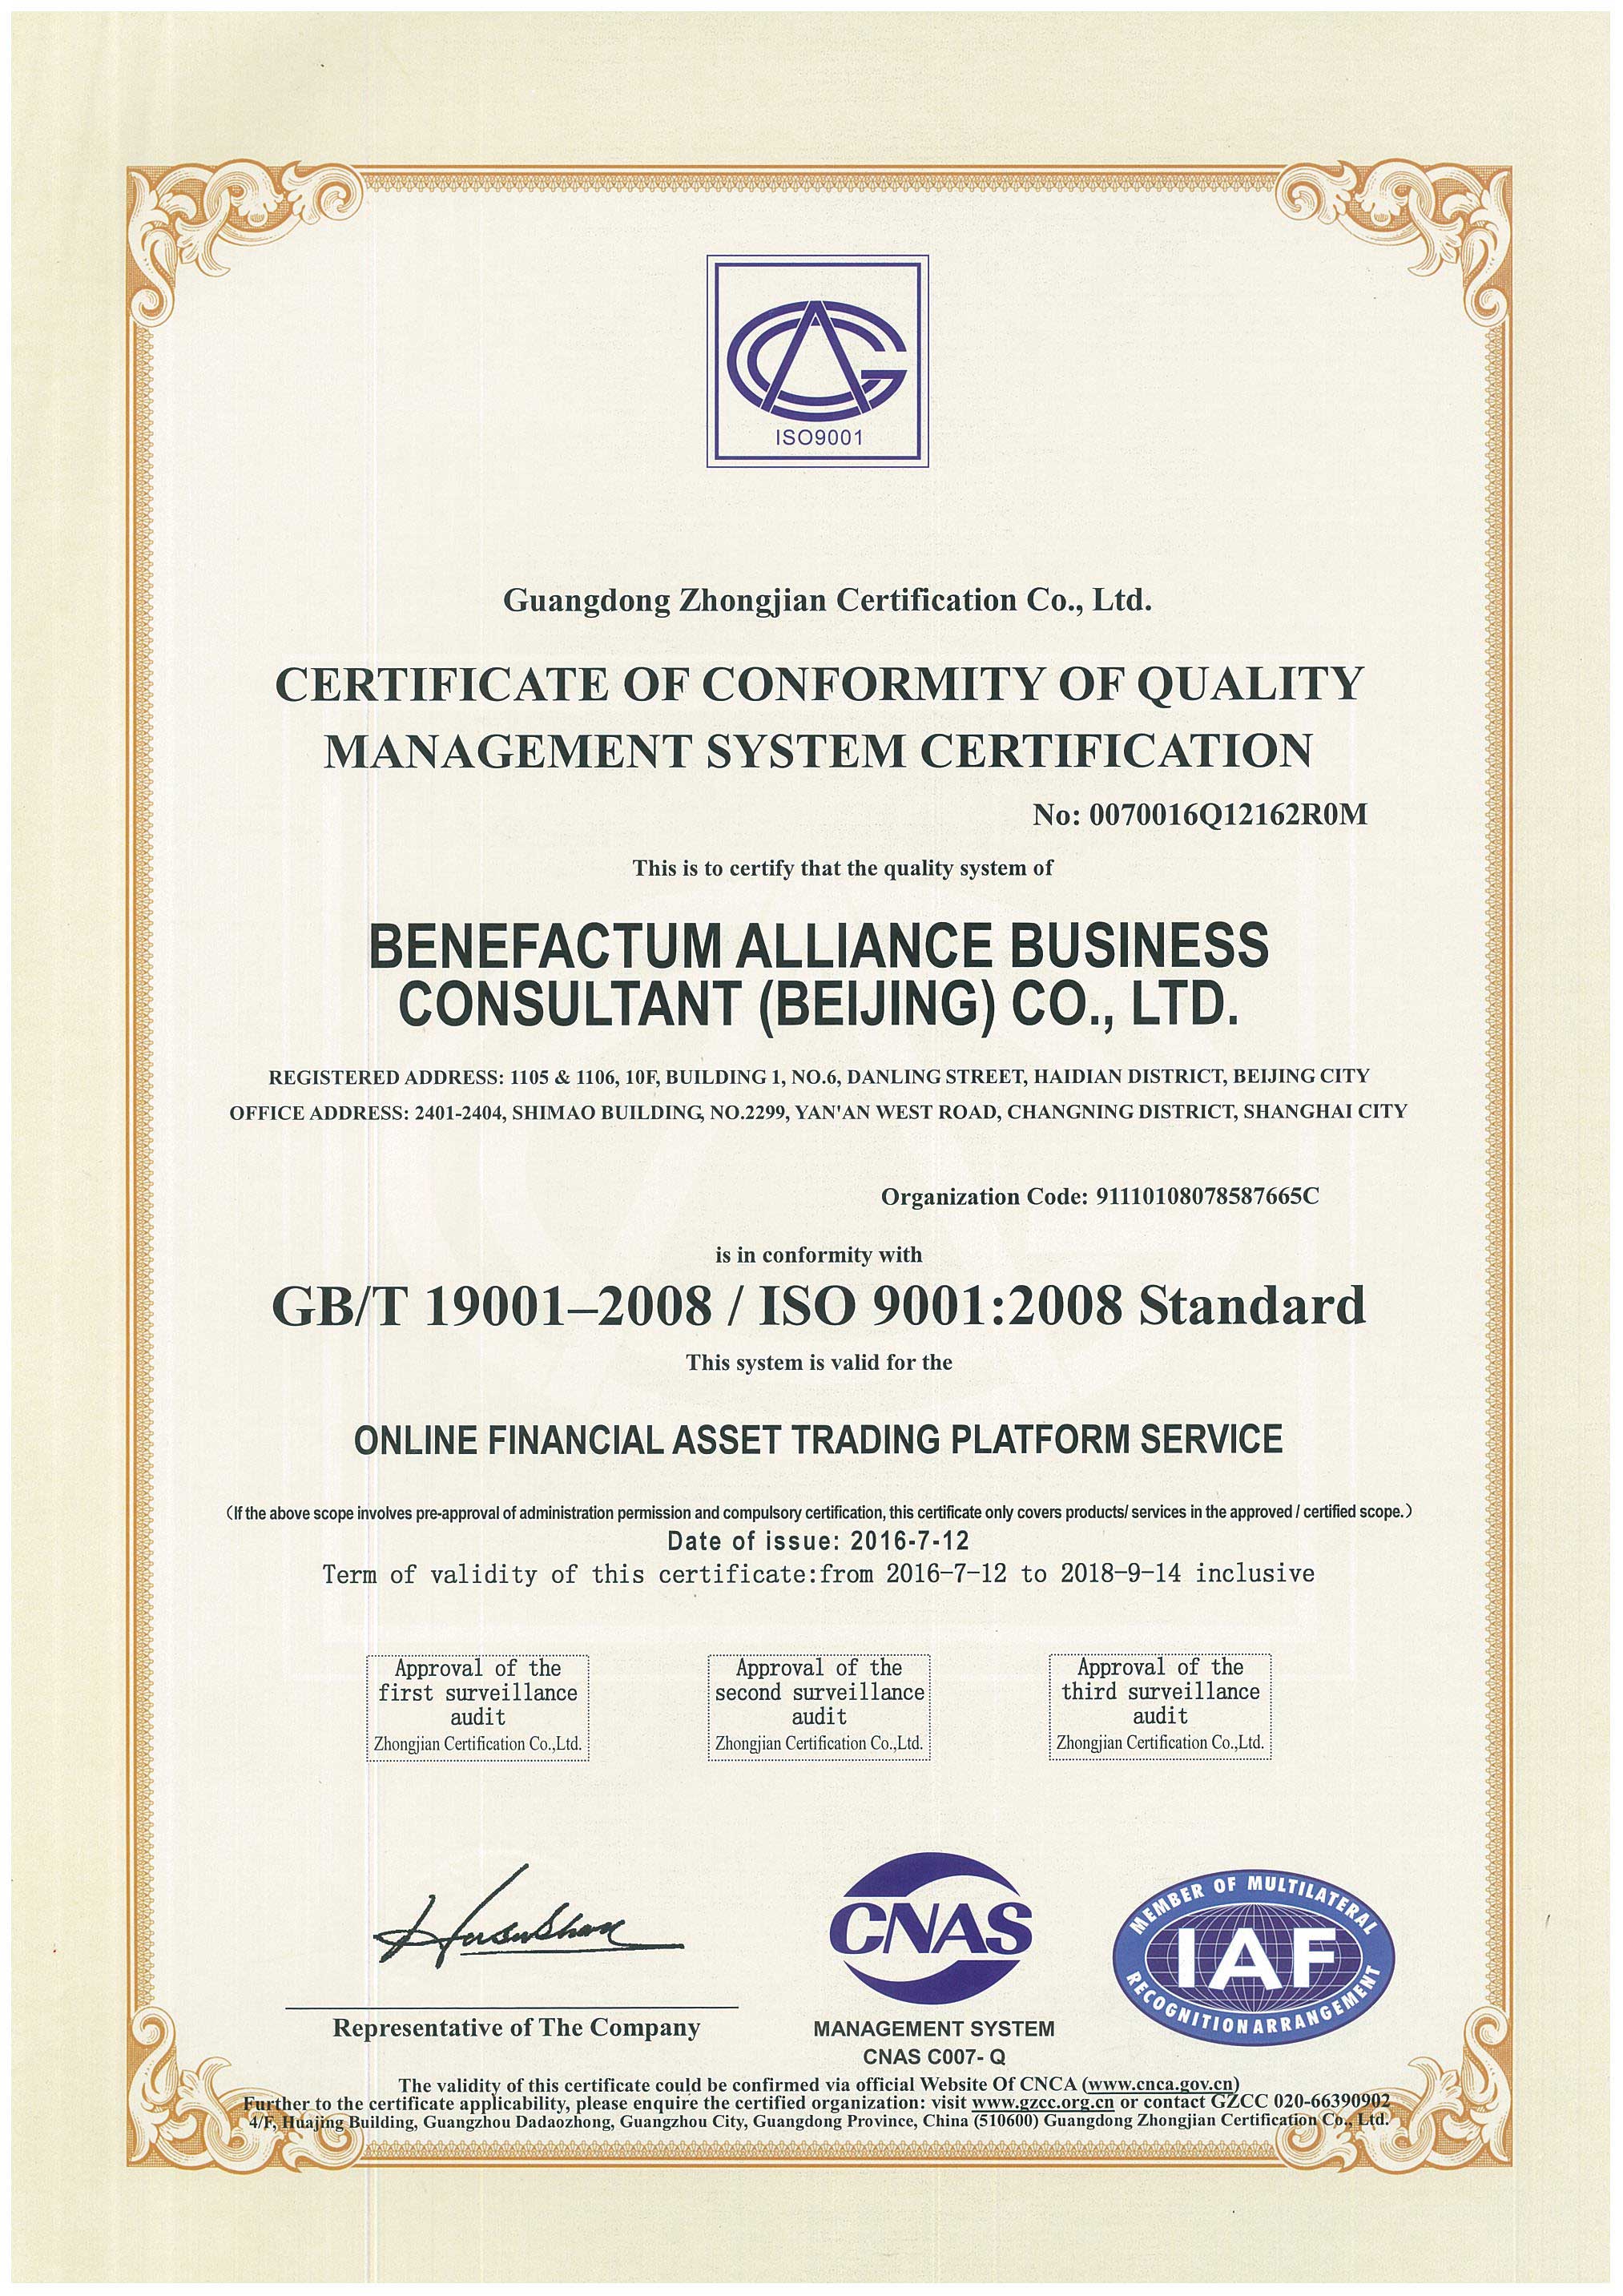 ISO9001
Guangdong Zhongjian Certification Co., Ltd.
CERTIFICATE OF CONFORMITY OF QUALITY
MANAGEMENT SYSTEM CERTIFICATION
No: 0070016Q12162R0M
This is to certify that the quality system of
BENEFACTUM ALLIANCE BUSINESS
CONSULTANT (BEIJING) CO., LTD.
REGISTERED ADDRESS: 1105 & 1106, 10F, BUILDING 1, NO.6, DANLING STREET, HAIDIAN DISTRICT, BEIJING CITY
OFFICE ADDRESS: 2401-2404, SHIMAO BUILDING, NO.2299, YAN'AN WEST ROAD, CHANGNING DISTRICT, SHANGHAI CITY
Organization Code: 91110108078587665C
is in conformity with
GB/T 19001–2008 / ISO 9001:2008 Standard
This system is valid for the
ONLINE FINANCIAL ASSET TRADING PLATFORM SERVICE
(If the above scope involves pre-approval of administration permission and compulsory certification, this certificate only covers products/ services in the approved / certified scope.)
Date of issue: 2016-7-12
Term of validity of this certificate:from 2016-7-12 to 2018-9-14 inclusive
Approval of the
first surveillance
audit
Zhongjian Certification Co.,Ltd.
Approval of the
second surveillance
audit
Zhongjian Certification Co.,Ltd.
Approval of the
third surveillance
audit
Zhongjian Certification Co.,Ltd.
Representative of The Company
CNAS
MANAGEMENT SYSTEM
CNAS C007- Q
MEMBER OF MULTILATERAL
IAF
RECOGNITION ARRANGEMENT
The validity of this certificate could be confirmed via official Website Of CNCA (www.cnca.gov.cn)
Further to the certificate applicability, please enquire the certified organization: visit www.gzcc.org.cn or contact GZCC 020-66390902
4/F, Huajing Building, Guangzhou Dadaozhong, Guangzhou City, Guangdong Province, China (510600) Guangdong Zhongjian Certification Co., Ltd.